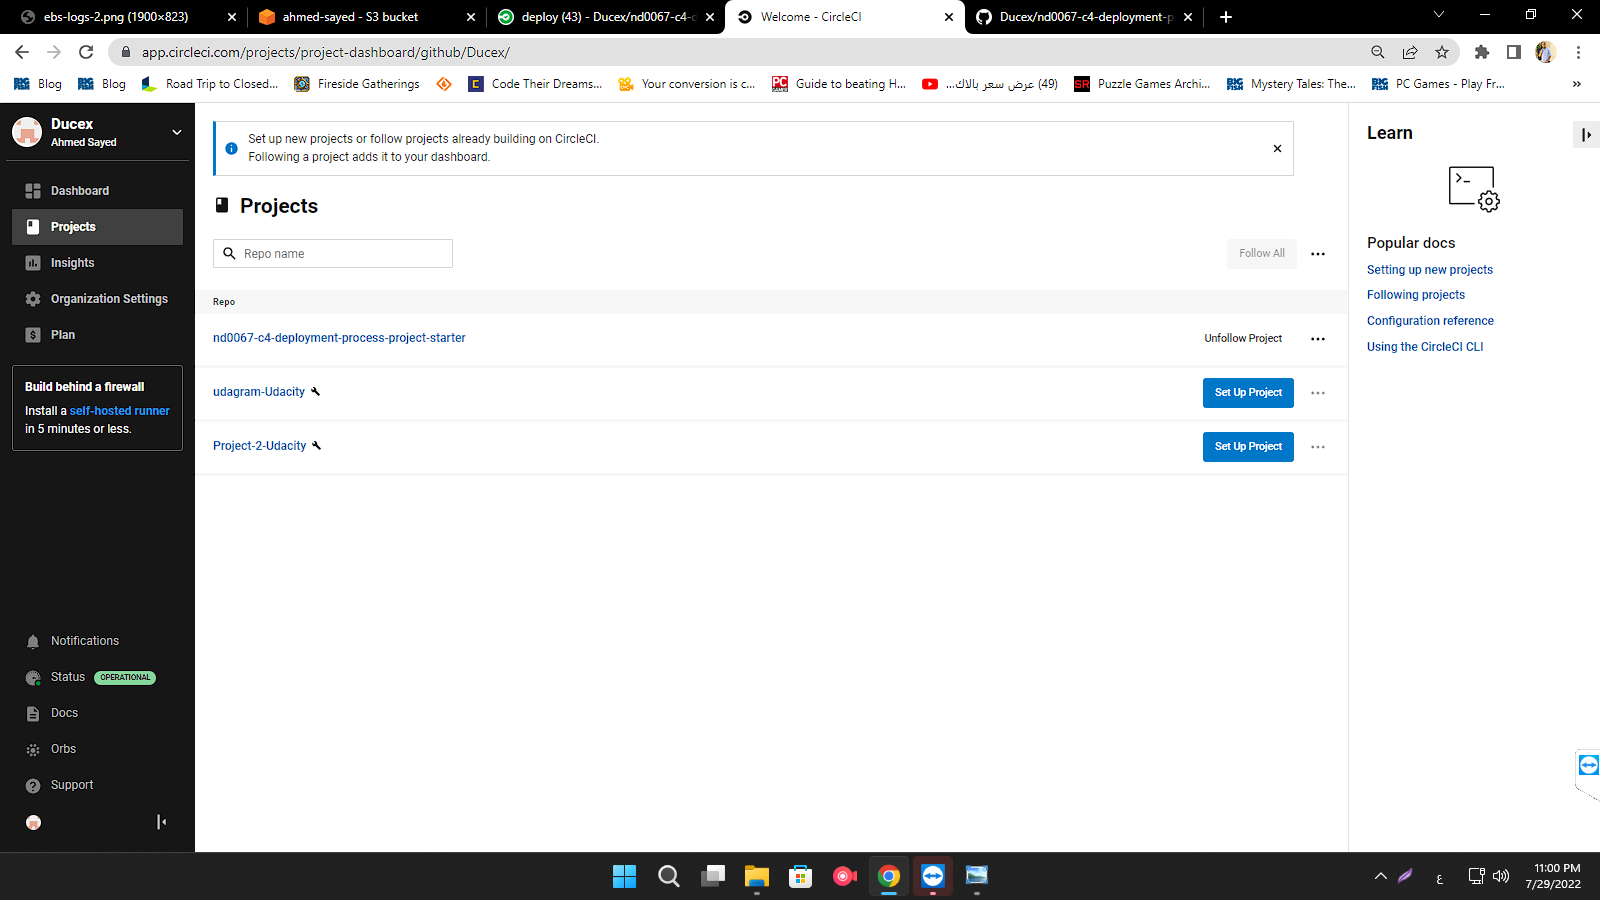 ebs-logs-2.png (1900×823)
ahmed-sayed - S3 bucket
deploy (43) - Ducex/nd0067-c4-d
Welcome - CircleCI
Ducex/nd0067-c4-deployment-p
app.circleci.com/projects/project-dashboard/github/Ducex/
Blog
Blog
Road Trip to Closed...
Fireside Gatherings
Code Their Dreams...
Your conversion is c...
Guide to beating H...
(49) عرض سعر بالاك...
Puzzle Games Archi...
Mystery Tales: The...
PC Games - Play Fr...
»
Ducex
Ahmed Sayed
Dashboard
Projects
Insights
Organization Settings
Plan
Build behind a firewall
Install a self-hosted runner
in 5 minutes or less.
Notifications
Status OPERATIONAL
Docs
Orbs
Support
Set up new projects or follow projects already building on CircleCI.
Following a project adds it to your dashboard.
Projects
Repo name
Follow All
Repo
nd0067-c4-deployment-process-project-starter
Unfollow Project
udagram-Udacity
Set Up Project
Project-2-Udacity
Set Up Project
Learn
Popular docs
Setting up new projects
Following projects
Configuration reference
Using the CircleCI CLI
ع
11:00 PM
7/29/2022